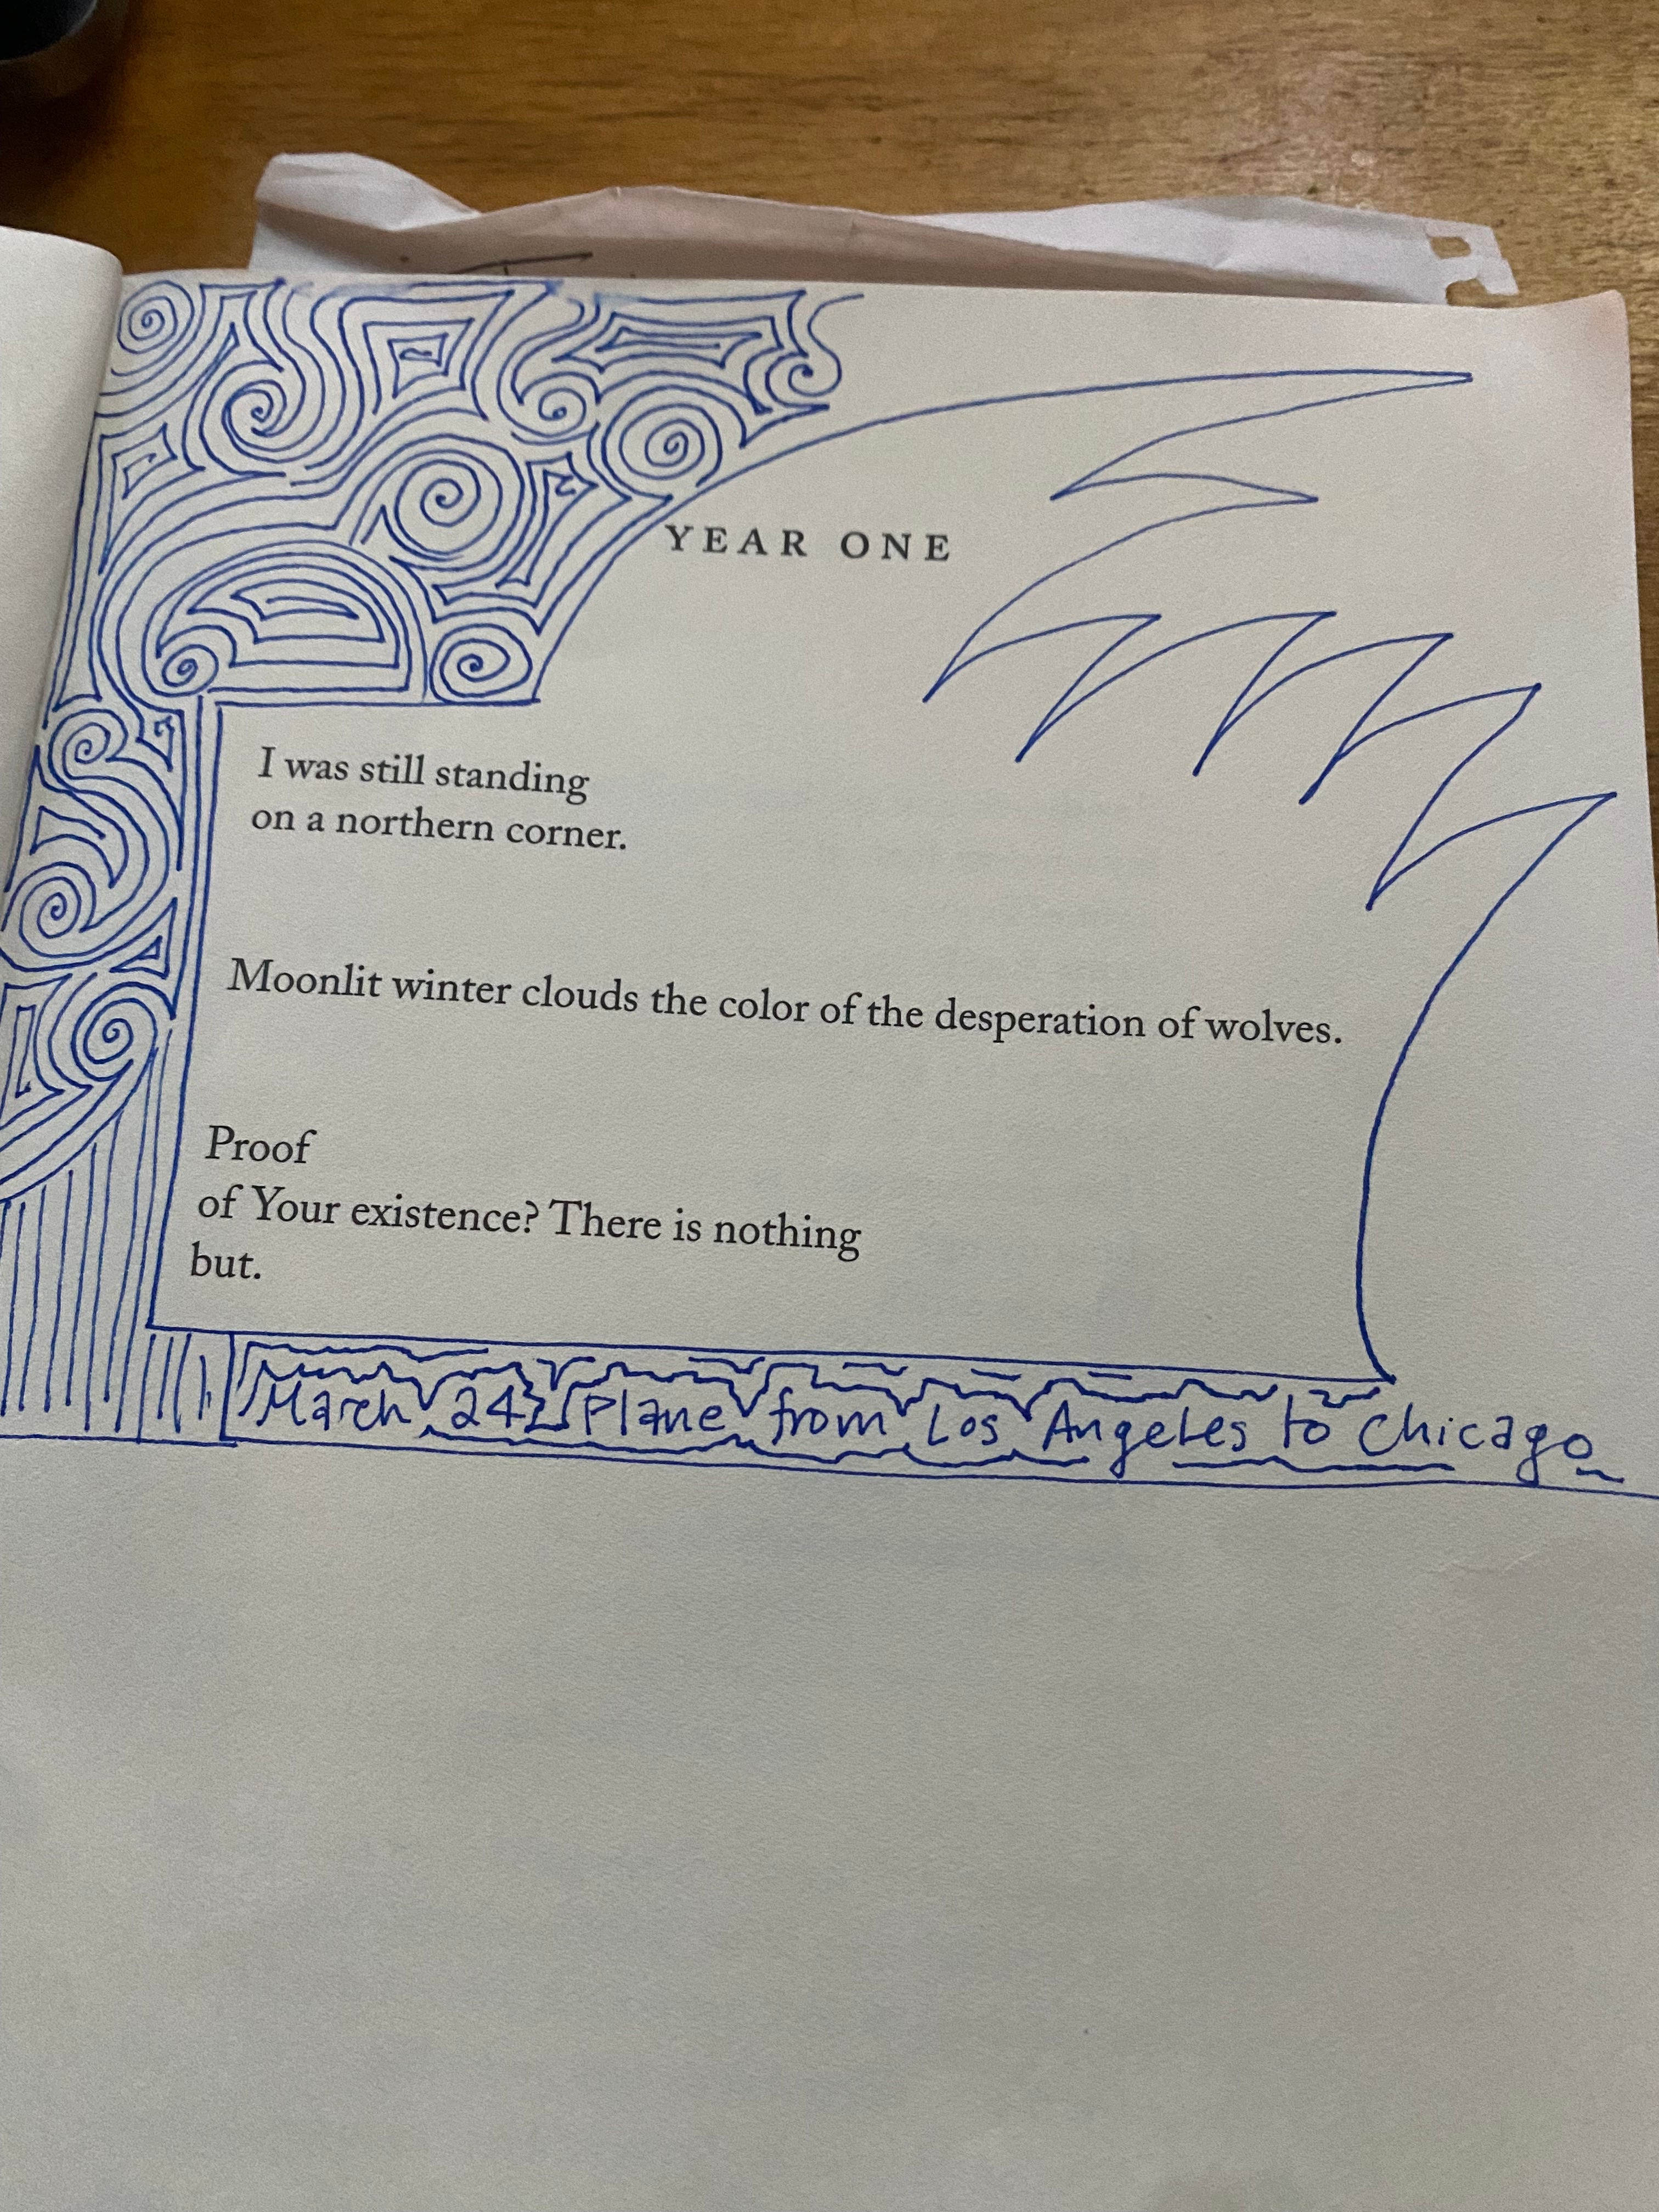 YEAR ONE
I was still standing
on a northern corner.
Moonlit winter clouds the color of the desperation of wolves.
Proof
of Your existence? There is nothing
but.
March 24 Plane from Los Angeles to Chicago